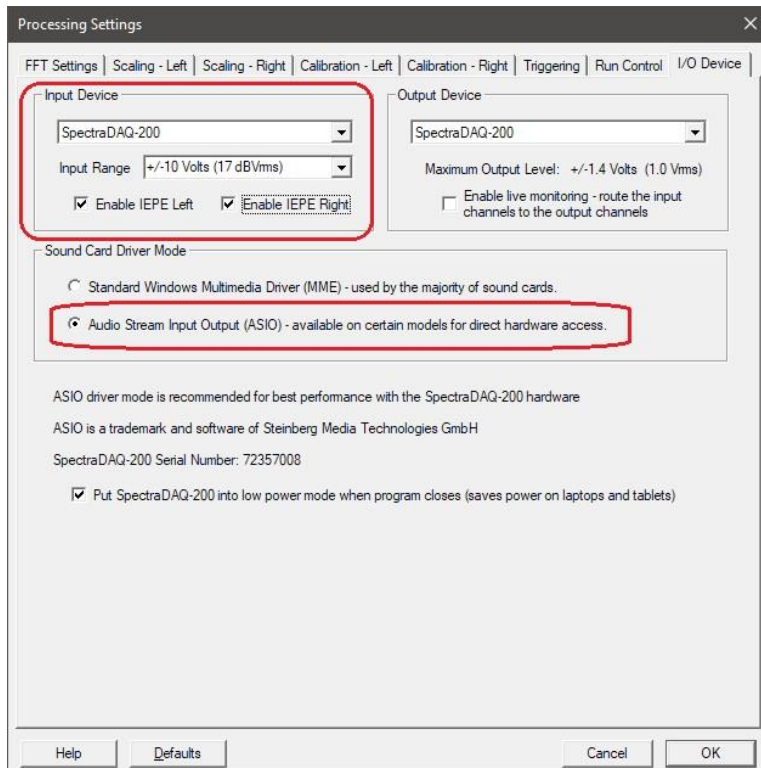 Processing Settings
FFT Settings
Scaling - Left
Scaling - Right
Calibration - Left
Calibration - Right
Triggering
Run Control
I/O Device
Input Device
SpectraDAQ-200
Input Range
+/-10 Volts (17 dBVrms)
Enable IEPE Left
Enable IEPE Right
Output Device
SpectraDAQ-200
Maximum Output Level: +/-1.4 Volts (1.0 Vrms)
Enable live monitoring - route the input
channels to the output channels
Sound Card Driver Mode
Standard Windows Multimedia Driver (MME) - used by the majority of sound cards.
Audio Stream Input Output (ASIO) - available on certain models for direct hardware access.
ASIO driver mode is recommended for best performance with the SpectraDAQ-200 hardware
ASIO is a trademark and software of Steinberg Media Technologies GmbH
SpectraDAQ-200 Serial Number: 72357008
Put SpectraDAQ-200 into low power mode when program closes (saves power on laptops and tablets)
Help
Defaults
Cancel
OK